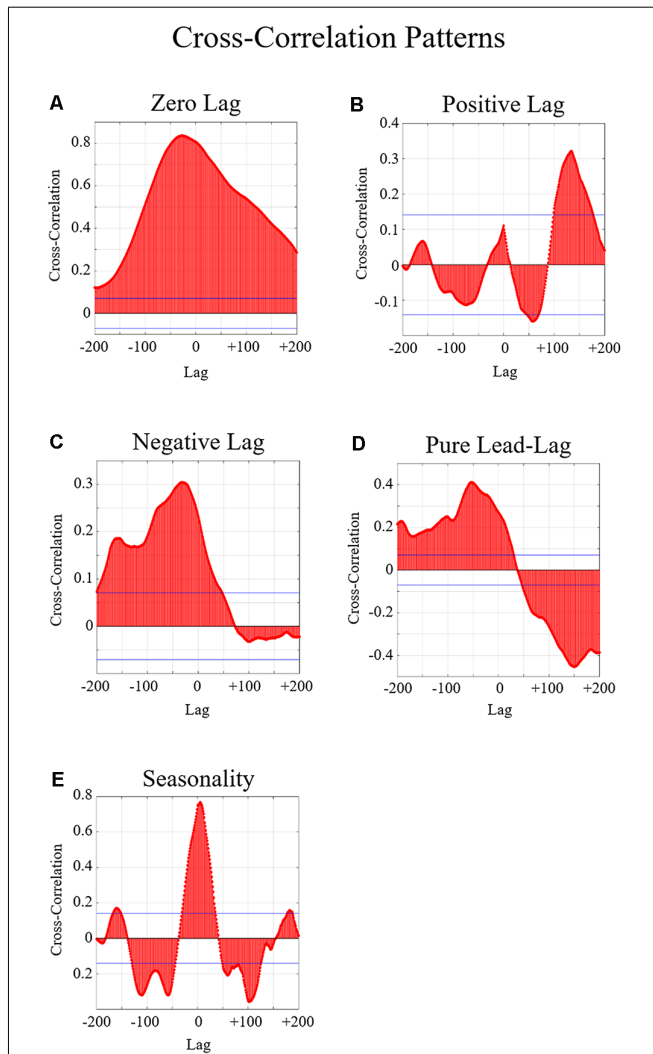 Cross-Correlation Patterns
A
Zero Lag
Cross-Correlation
0.8
0.6
0.4
0.2
0
-200 -100 0 +100 +200
Lag
B
Positive Lag
Cross-Correlation
0.4
0.3
0.2
0.1
0
-0.1
-200 -100 0 +100 +200
Lag
C
Negative Lag
Cross-Correlation
0.3
0.2
0.1
0
-200 -100 0 +100 +200
Lag
D
Pure Lead-Lag
Cross-Correlation
0.4
0.2
0
-0.2
-0.4
-200 -100 0 +100 +200
Lag
E
Seasonality
Cross-Correlation
0.8
0.6
0.4
0.2
0
0.2
-200 -100 0 +100 +200
Lag